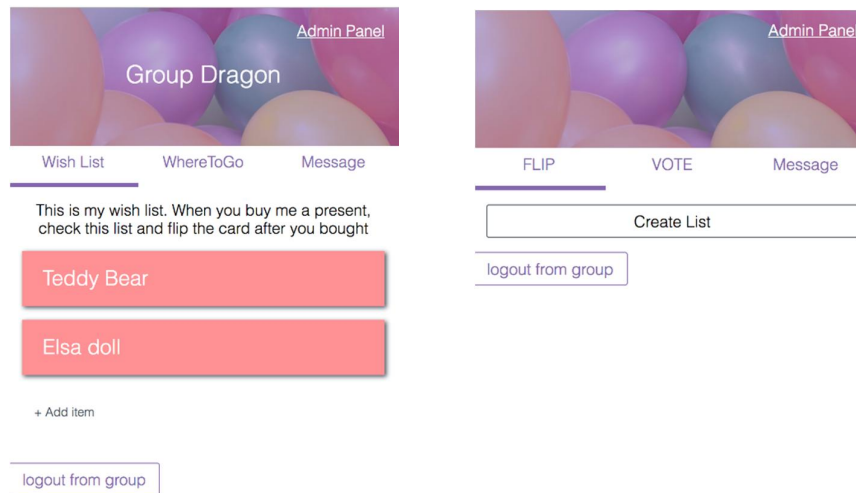 Admin Panel
Group Dragon
Wish List WhereToGo Message
This is my wish list. When you buy me a present,
check this list and flip the card after you bought
Teddy Bear
Elsa doll
+ Add item
logout from group
Admin Panel
FLIP VOTE Message
Create List
logout from group